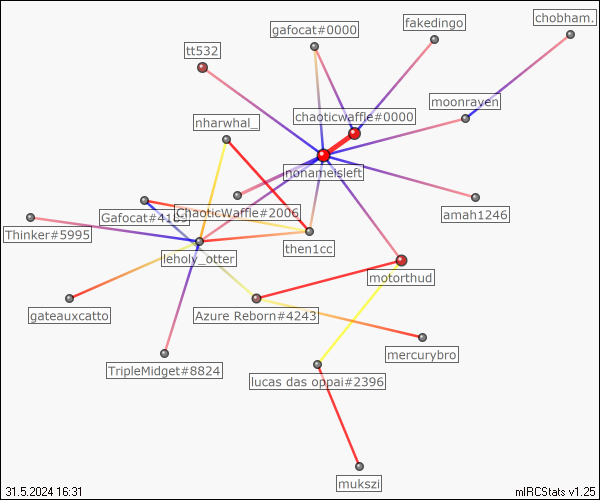 chobham.
fakedingo
gafocat#0000
tt532
moonraven
chaoticwaffle#0000
nharwhal_
nonameisleft
ChaoticWaffle#2006
amah1246
Gafocat#4189
Thinker#5995
then1cc
leholy_otter
motorthud
gateauxcatto
Azure Reborn#4243
mercurybro
TripleMidget#8824
lucas das oppai#2396
mukszi
31.5.2024 16:31
mIRCStats v1.25